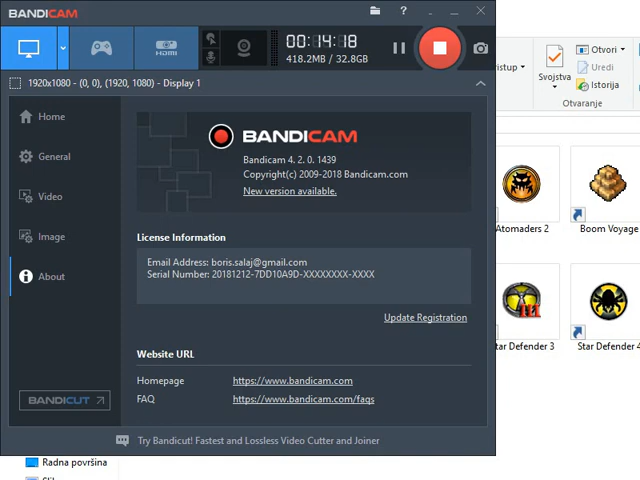 BANDICAM
?
HDMI
00:14:18
418.2MB / 32.8GB
1920x1080 - (0, 0), (1920, 1080) - Display 1
Home
General
Video
Image
About
BANDICUT
BANDICAM
Bandicam 4. 2. 0. 1439
Copyright(c) 2009-2018 Bandicam.com
New version available.
License Information
Email Address: boris.salaj@gmail.com
Serial Number: 20181212-7DD10A9D-XXXXXXXX-XXXX
Update Registration
Website URL
Homepage https://www.bandicam.com
FAQ https://www.bandicam.com/faqs
Try Bandicut! Fastest and Lossless Video Cutter and Joiner
Radna površina
Svojstva
Otvori
Uredi
Istorija
Otvaranje
Atomaders 2
Boom Voyage
III
tar Defender 3
Star Defender 4